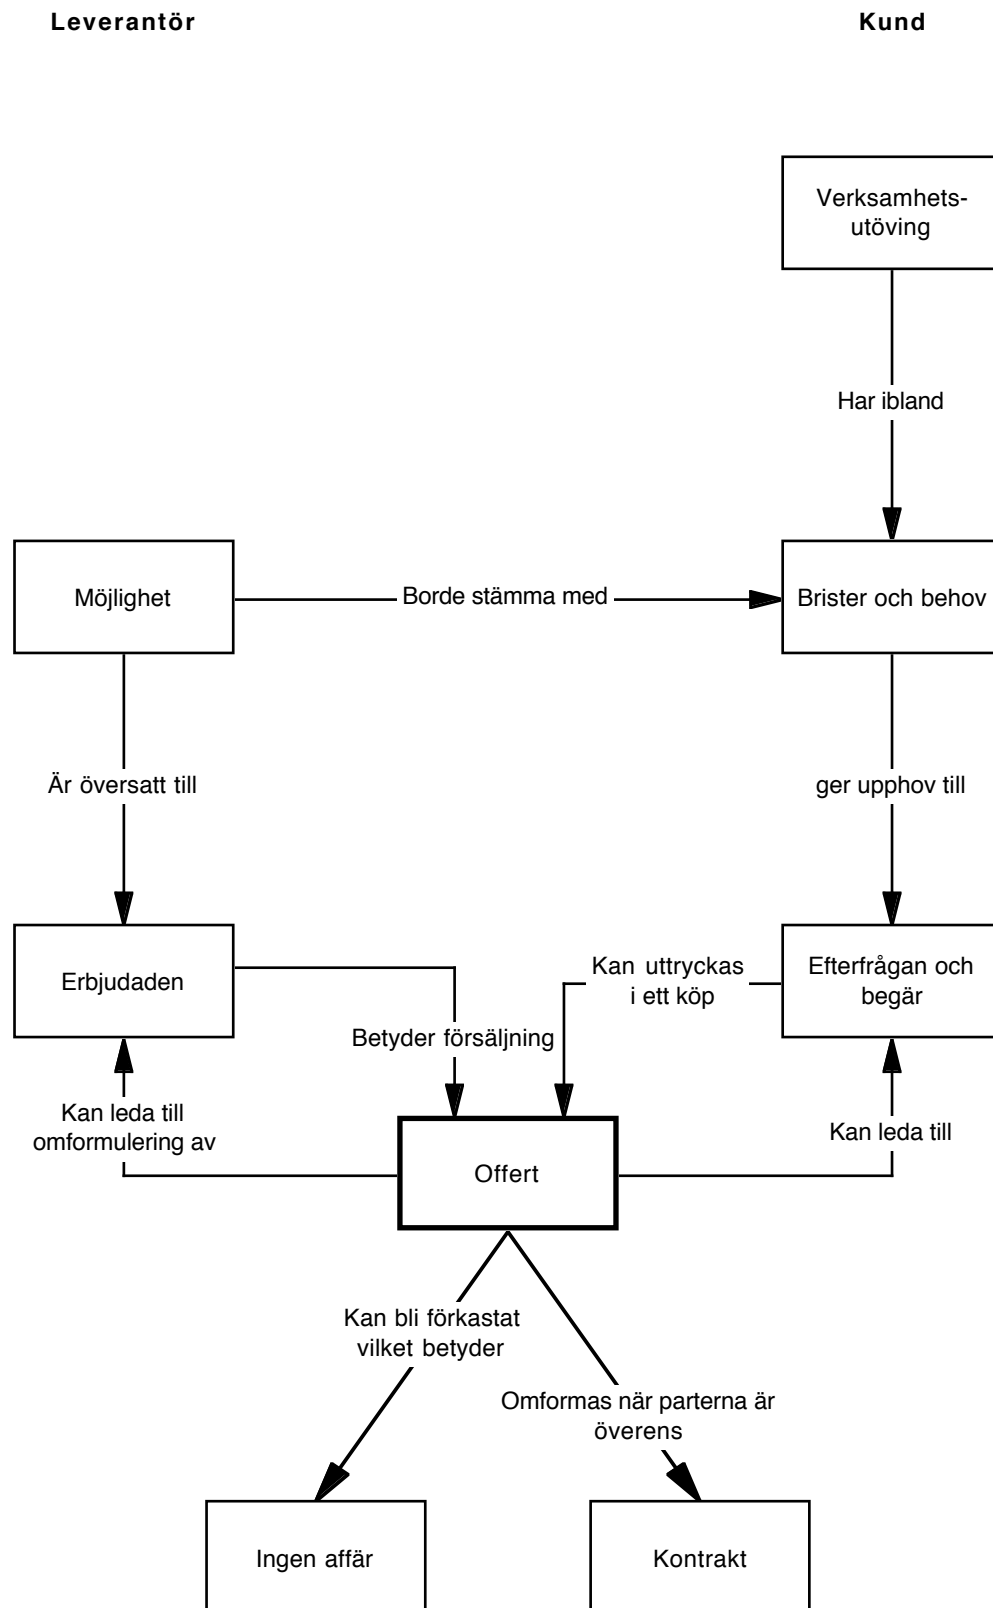 Leverantör
Kund
Verksamhets-
utöving
Har ibland
Möjlighet
Borde stämma med
Brister och behov
Är översatt till
ger upphov till
Erbjudaden
Kan uttryckas
i ett köp
Efterfrågan och
begär
Betyder försäljning
Kan leda till
omformulering av
Offert
Kan leda till
Kan bli förkastat
vilket betyder
Omformas när parterna är
överens
Ingen affär
Kontrakt